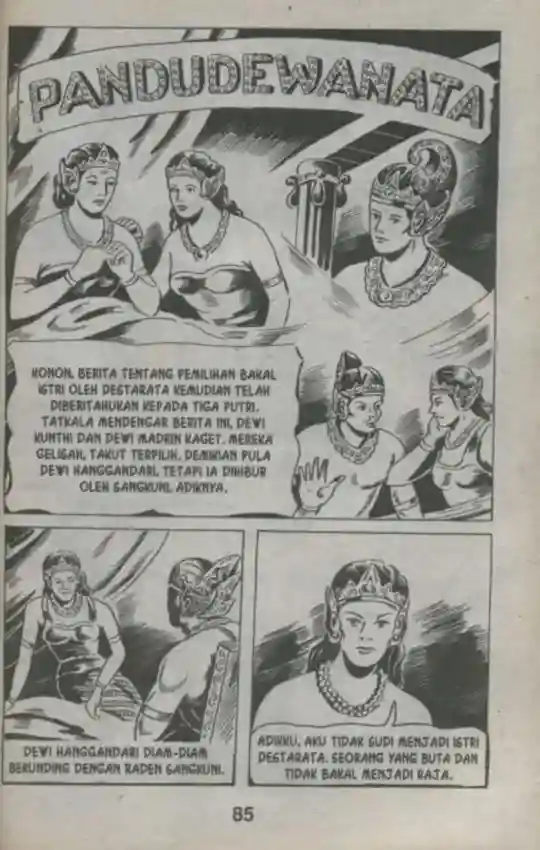 PANDUDEWANATA
KONON, BERITA TENTANG PEMILIHAN BAKAL
ISTRI OLEH DESTARATA KEMUDIAN TELAH
DIBERITAHUKAN KEPADA TIGA PUTRI.
TATKALA MENDENGAR BERITA INI, DEWI
KUNTHI DAN DEWI MADRIN KAGET. MEREKA
GELISAH, TAKUT TERPILIH. DEMIKIAN PULA
DEWI HANGGANDARI, TETAPI IA DIHIBUR
OLEH SANGKUNI, ADIKNYA.
DEWI HANGGANDARI DIAM-DIAM
BERUNDING DENGAN RADEN SANGKUNI.
ADIKKU, AKU TIDAK SUDI MENJADI ISTRI
DESTARATA. SEORANG YANG BUTA DAN
TIDAK BAKAL MENJADI RAJA.
85